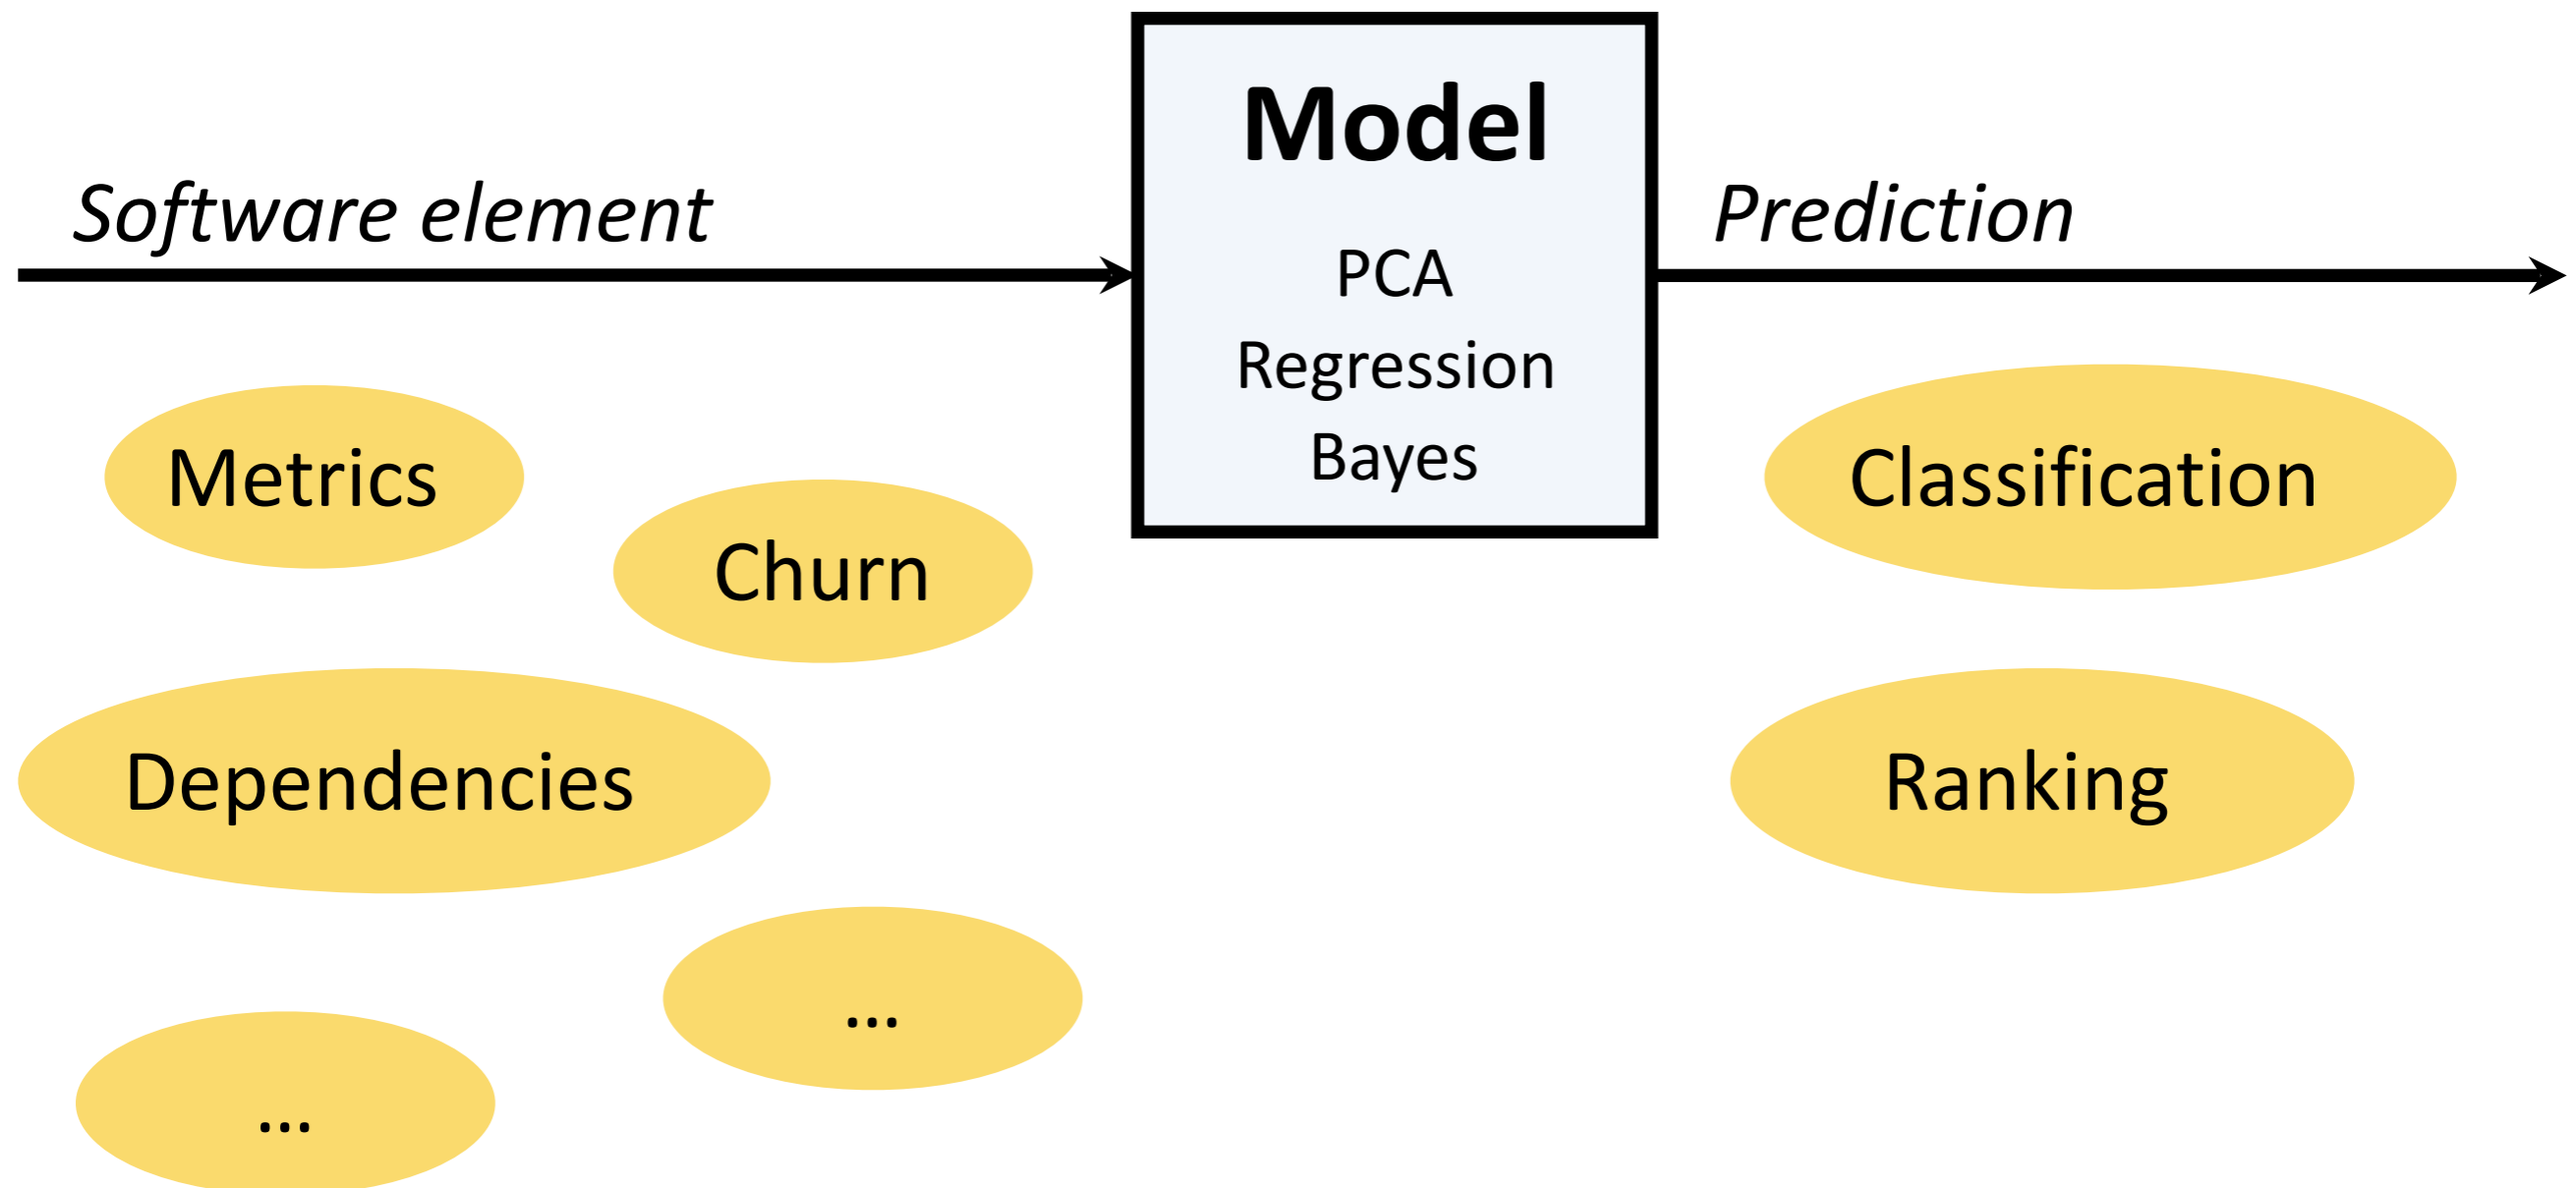 Software element
Model
PCA
Regression
Bayes
Prediction
Metrics
Churn
Dependencies
...
...
Classification
Ranking